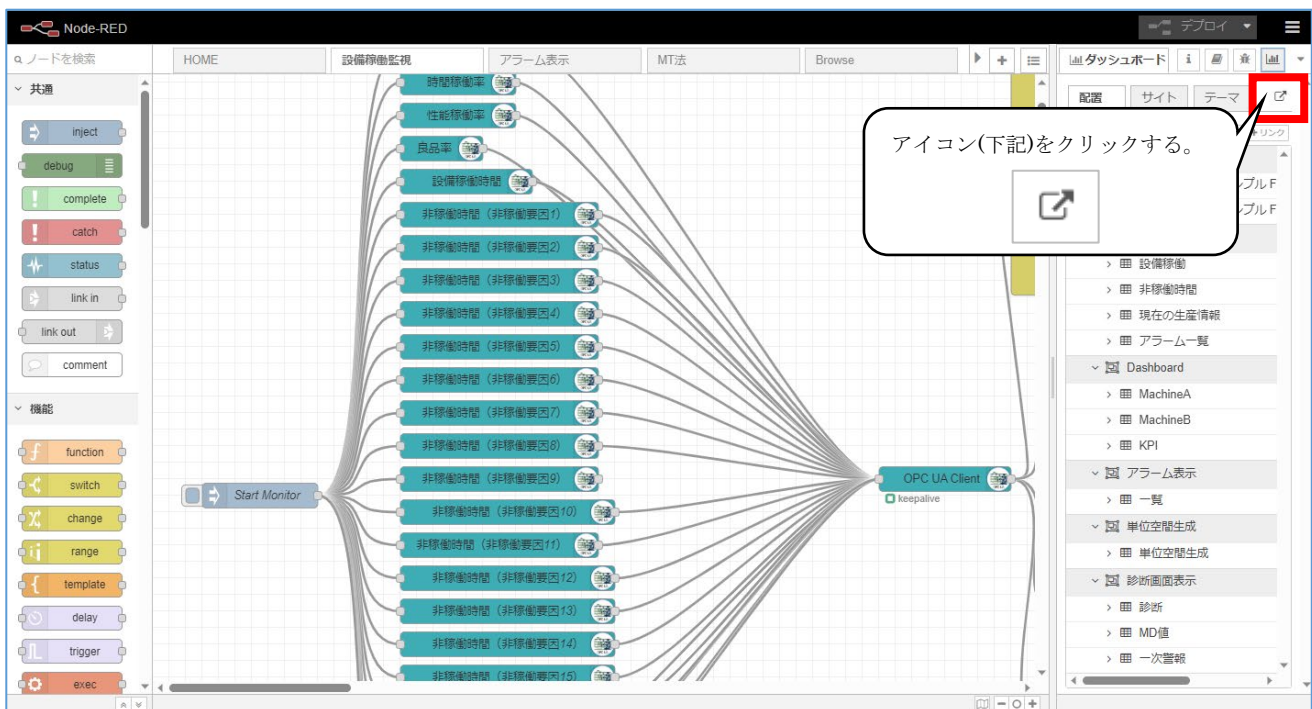 Node-RED
デプロイ
ノードを検索
HOME
設備稼働監視
アラーム表示
MT法
Browse
ダッシュボード
共通
inject
debug
complete
catch
status
link in
link out
comment
機能
function
switch
change
range
template
delay
trigger
exec
時間稼働率
性能稼働率
良品率
設備稼働時間
非稼働時間（非稼働要因1）
非稼働時間（非稼働要因2）
非稼働時間（非稼働要因3）
非稼働時間（非稼働要因4）
非稼働時間（非稼働要因5）
非稼働時間（非稼働要因6）
非稼働時間（非稼働要因7）
非稼働時間（非稼働要因8）
非稼働時間（非稼働要因9）
非稼働時間（非稼働要因10）
非稼働時間（非稼働要因11）
非稼働時間（非稼働要因12）
非稼働時間（非稼働要因13）
非稼働時間（非稼働要因14）
非稼働時間（非稼働要因15）
Start Monitor
OPC UA Client
keepalive
配置
サイト
テーマ
アイコン(下記)をクリックする。
リンク
プル F
プル F
設備稼働
非稼働時間
現在の生産情報
アラーム一覧
Dashboard
MachineA
MachineB
KPI
アラーム表示
一覧
単位空間生成
単位空間生成
診断画面表示
診断
MD値
一次警報